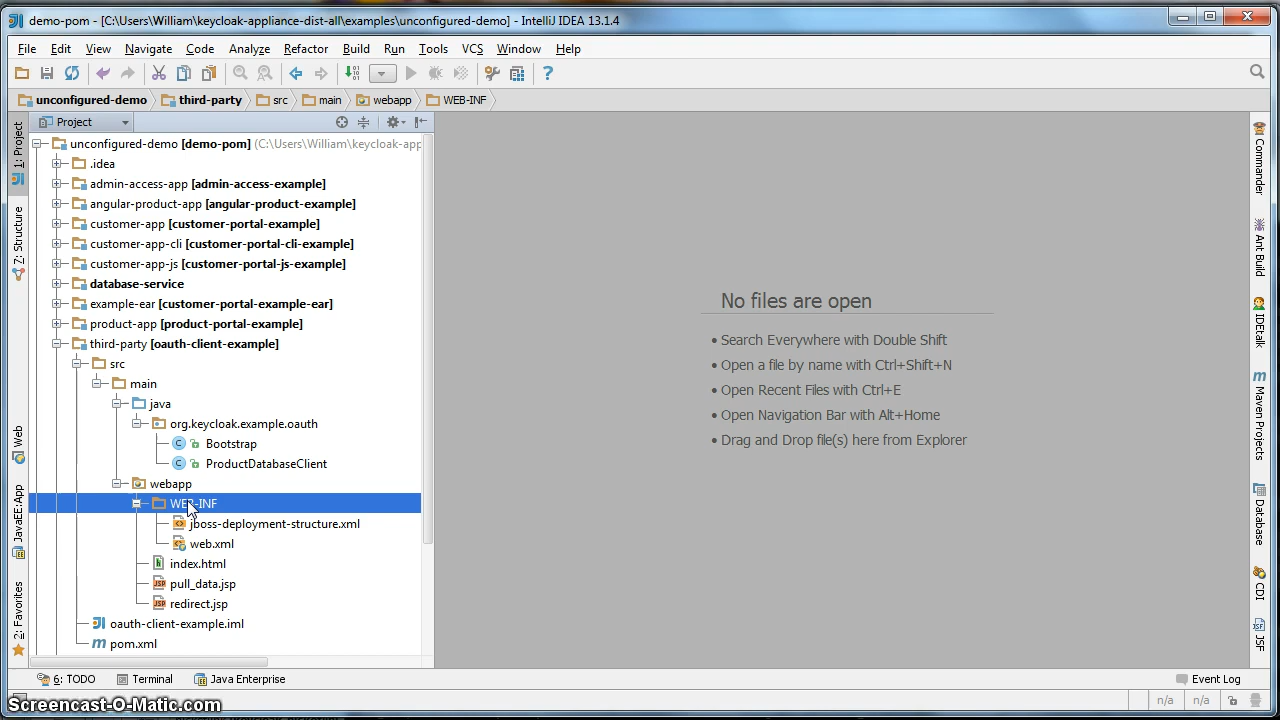 demo-pom - [C:\Users\William\keycloak-appliance-dist-all\examples\unconfigured-demo] - IntelliJ IDEA 13.1.4
File Edit View Navigate Code Analyze Refactor Build Run Tools VCS Window Help
unconfigured-demo third-party src main webapp WEB-INF
Project
1: Project
Z: Structure
Web
JavaEE:App
2: Favorites
unconfigured-demo [demo-pom] (C:\Users\William\keycloak-app
.idea
admin-access-app [admin-access-example]
angular-product-app [angular-product-example]
customer-app [customer-portal-example]
customer-app-cli [customer-portal-cli-example]
customer-app-js [customer-portal-js-example]
database-service
example-ear [customer-portal-example-ear]
product-app [product-portal-example]
third-party [oauth-client-example]
src
main
java
org.keycloak.example.oauth
Bootstrap
ProductDatabaseClient
webapp
WEB-INF
jboss-deployment-structure.xml
web.xml
index.html
pull_data.jsp
redirect.jsp
oauth-client-example.iml
pom.xml
No files are open
• Search Everywhere with Double Shift
• Open a file by name with Ctrl+Shift+N
• Open Recent Files with Ctrl+E
• Open Navigation Bar with Alt+Home
• Drag and Drop file(s) here from Explorer
Commander
Ant Build
IDEtalk
Maven Projects
Database
CDI
JSF
6: TODO Terminal Java Enterprise Event Log
n/a n/a
Screencast-O-Matic.com